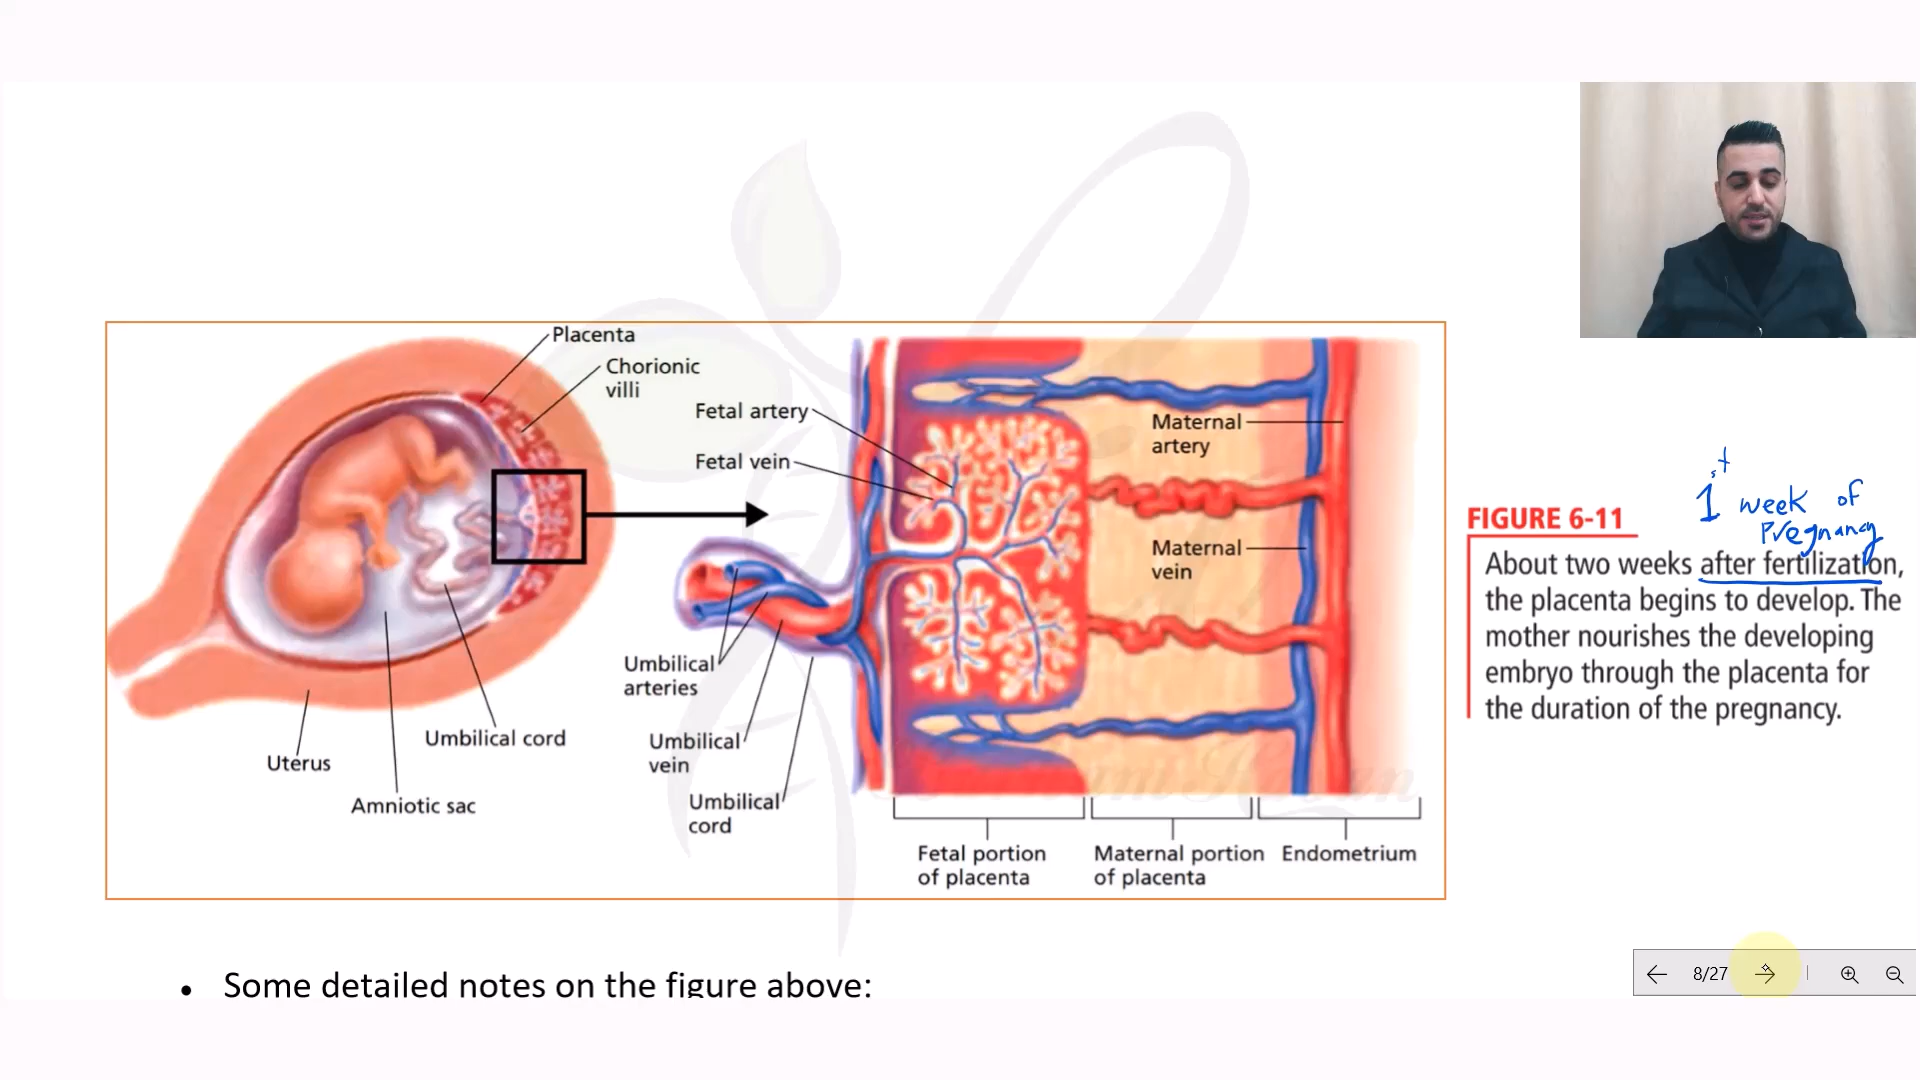 Placenta
Chorionic
villi
Fetal artery
Fetal vein
Maternal
artery
Maternal
vein
Umbilical
arteries
Umbilical
vein
Umbilical
cord
Umbilical cord
Uterus
Amniotic sac
Fetal portion
of placenta
Maternal portion
of placenta
Endometrium
1st week of
Pregnancy
FIGURE 6-11
About two weeks after fertilization,
the placenta begins to develop. The
mother nourishes the developing
embryo through the placenta for
the duration of the pregnancy.
• Some detailed notes on the figure above:
8/27